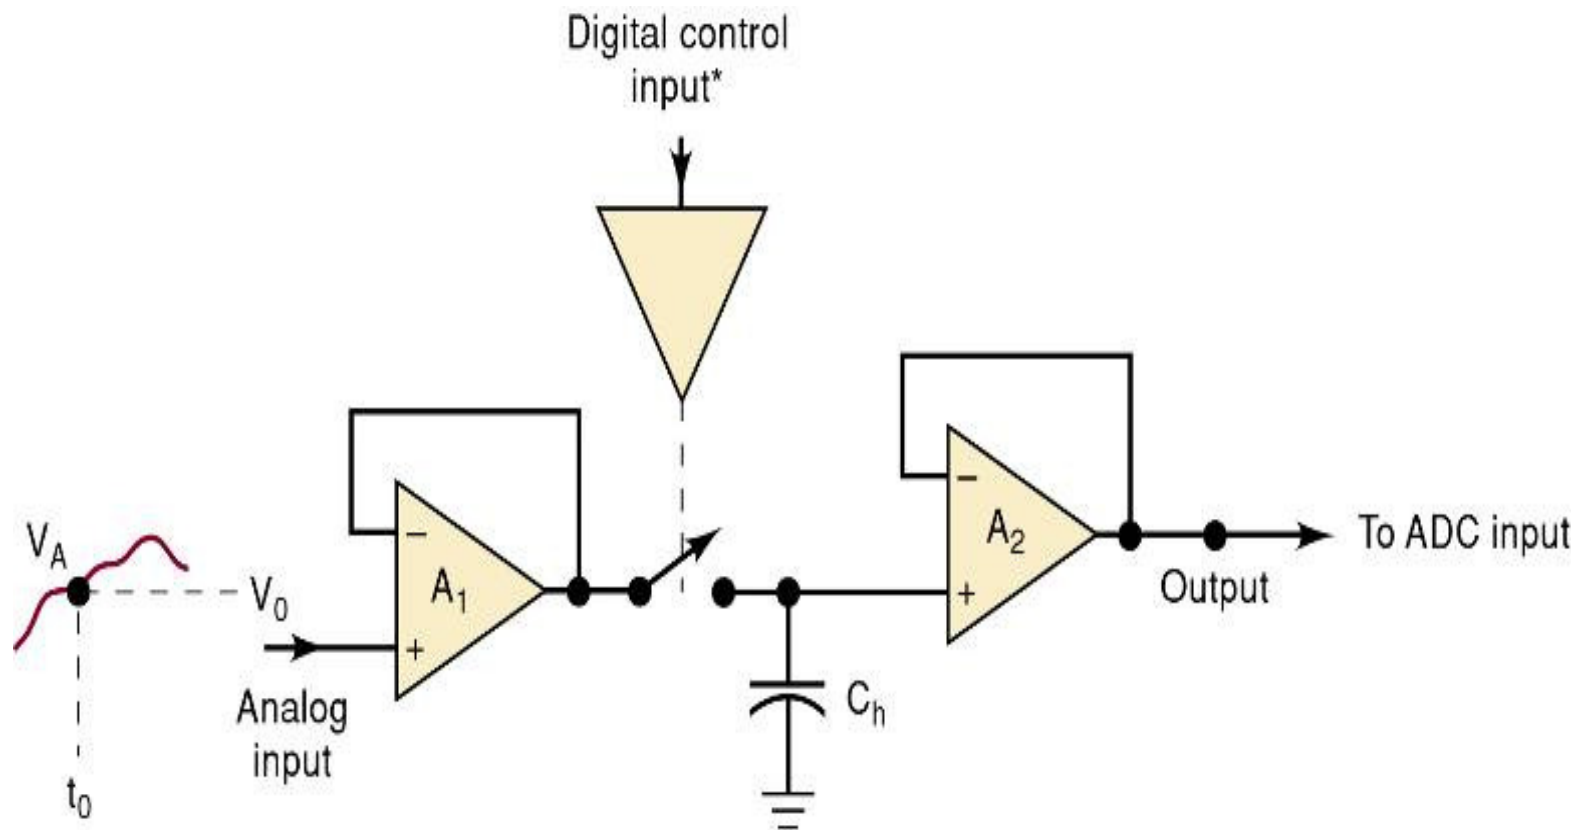 Digital control
input*
V_A
V_0
t_0
Analog
input
−
+
A_1
C_h
−
+
A_2
Output
To ADC input